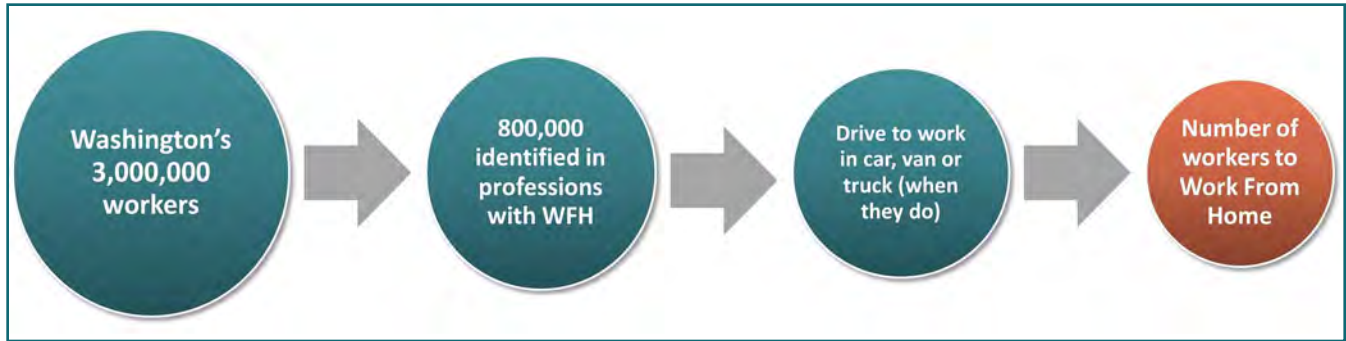 Washington’s
3,000,000
workers
800,000
identified in
professions
with WFH
Drive to work
in car, van or
truck (when
they do)
Number of
workers to
Work From
Home